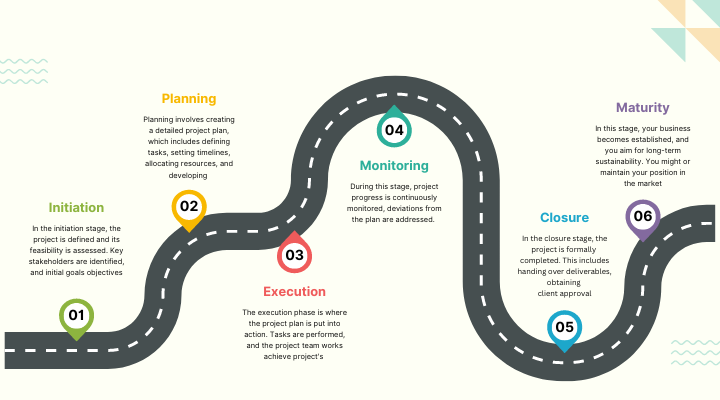 Initiation
In the initiation stage, the
project is defined and its
feasibility is assessed. Key
stakeholders are identified,
and initial goals objectives
01
Planning
Planning involves creating
a detailed project plan,
which includes defining
tasks, setting timelines,
allocating resources, and
developing
02
03
Execution
The execution phase is where
the project plan is put into
action. Tasks are performed,
and the project team works
achieve project's
04
Monitoring
During this stage, project
progress is continuously
monitored, deviations from
the plan are addressed.
Closure
In the closure stage, the
project is formally
completed. This includes
handing over deliverables,
obtaining
client approval
05
Maturity
In this stage, your business
becomes established, and
you aim for long-term
sustainability. You might or
maintain your position in
the market
06